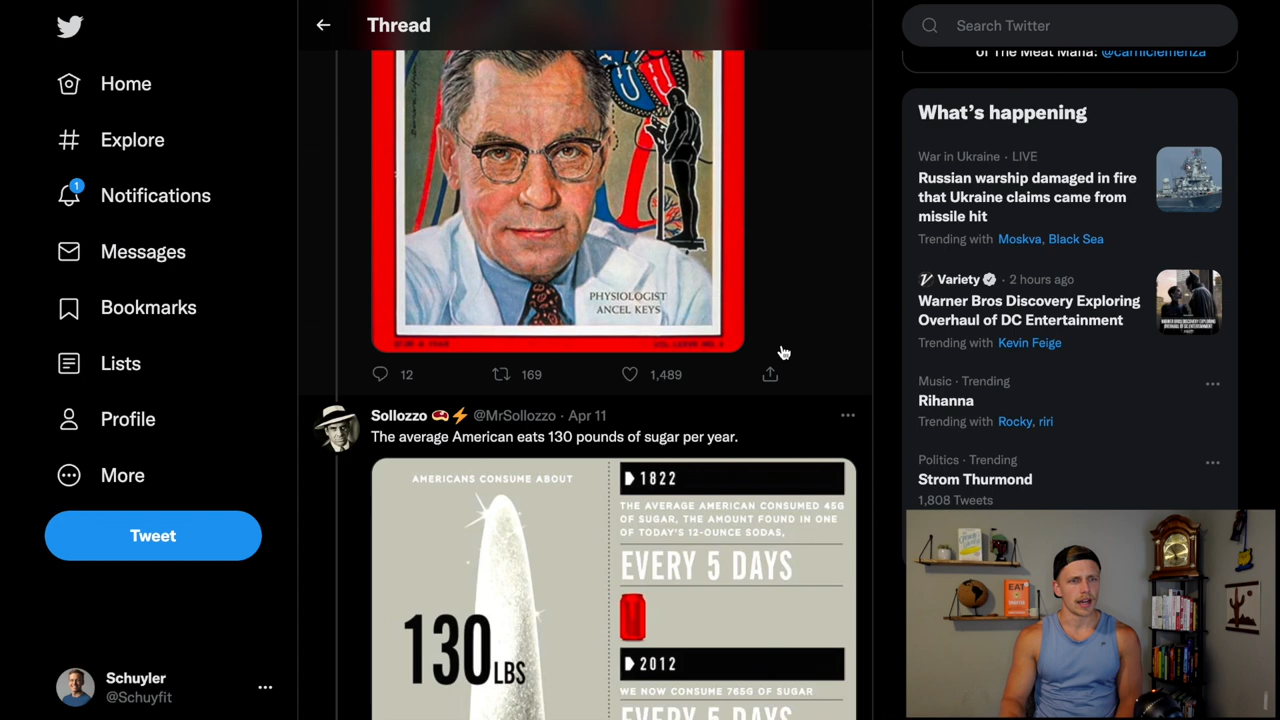 Home
Explore
1
Notifications
Messages
Bookmarks
Lists
Profile
More
Tweet
Schuyler
@Schuyfit
Thread
PHYSIOLOGIST
ANCEL KEYS
12
169
1,489
Sollozzo @MrSollozzo · Apr 11
The average American eats 130 pounds of sugar per year.
AMERICANS CONSUME ABOUT
130LBS
1822
THE AVERAGE AMERICAN CONSUMED 45G
OF SUGAR, THE AMOUNT FOUND IN ONE
OF TODAY'S 12-OUNCE SODAS,
EVERY 5 DAYS
2012
WE NOW CONSUME 765G OF SUGAR
EVERY 5 DAYS
Search Twitter
of The Meat Mafia: @carniclemenza
What's happening
War in Ukraine · LIVE
Russian warship damaged in fire
that Ukraine claims came from
missile hit
Trending with Moskva, Black Sea
Variety · 2 hours ago
Warner Bros Discovery Exploring
Overhaul of DC Entertainment
Trending with Kevin Feige
Music · Trending
Rihanna
Trending with Rocky, riri
Politics · Trending
Strom Thurmond
1,808 Tweets
EAT